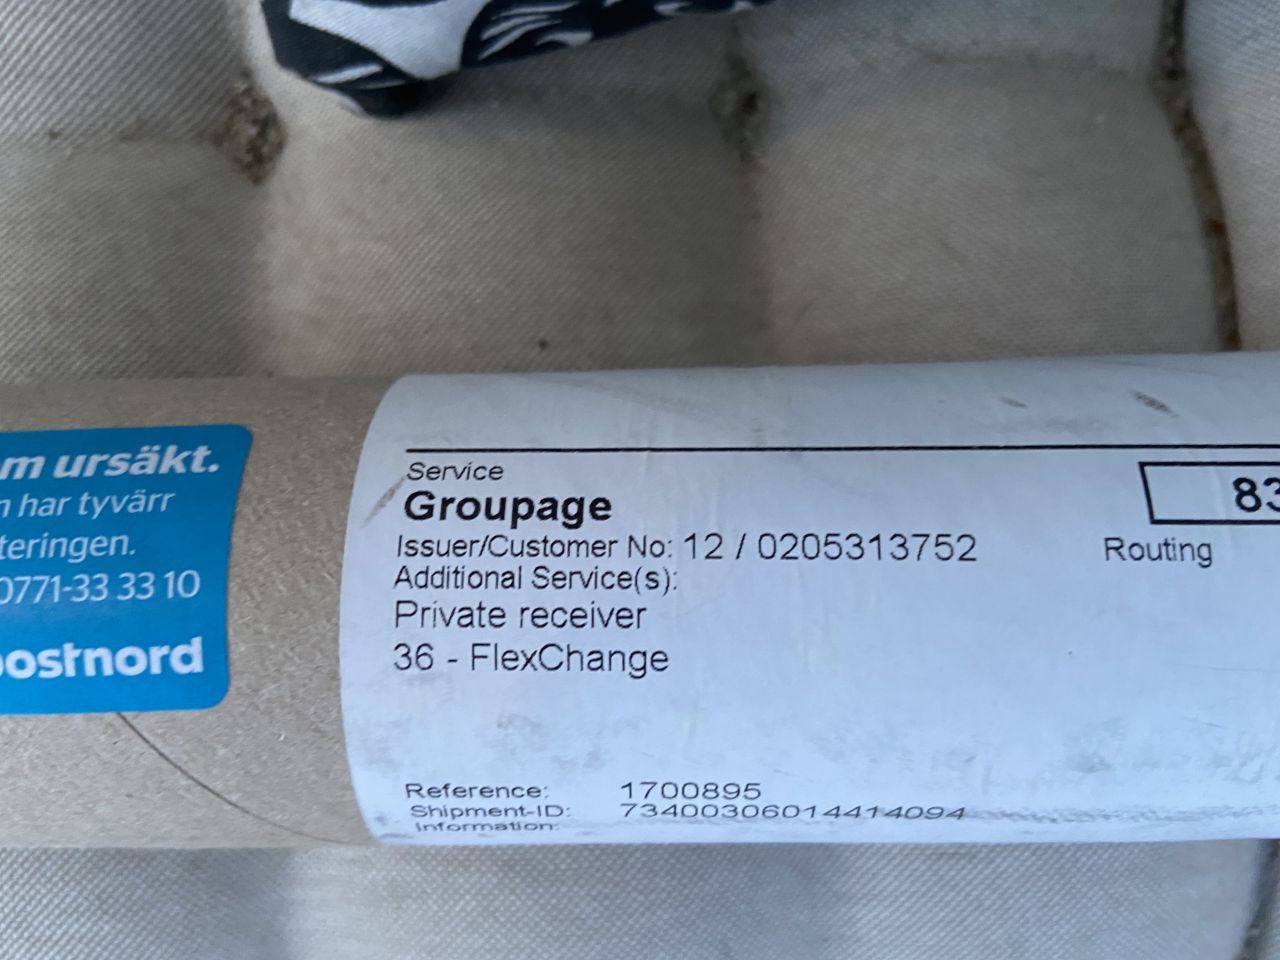 m ursäkt.
n har tyvärr
teringen.
0771-33 33 10
postnord
Service
Groupage
Issuer/Customer No: 12 / 0205313752
Additional Service(s):
Private receiver
36 - FlexChange
83
Routing
Reference: 1700895
Shipment-ID: 73400306014414094
Information: